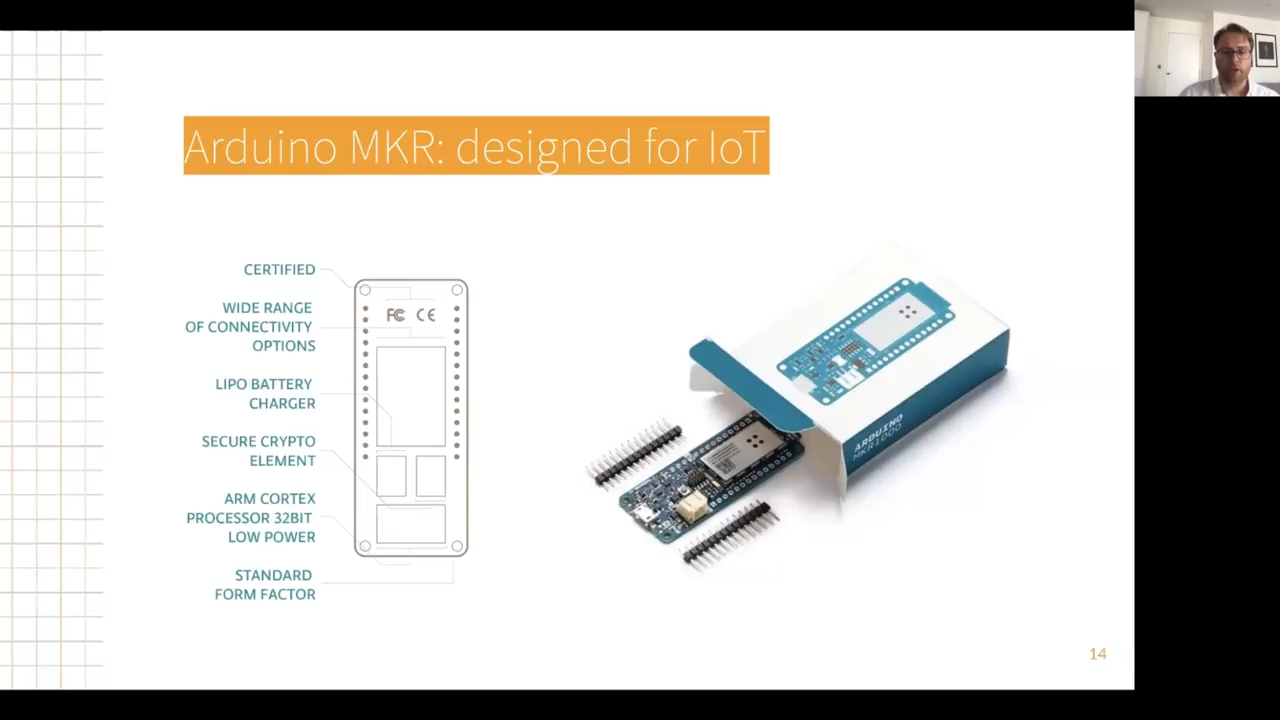 Arduino MKR: designed for IoT
CERTIFIED
WIDE RANGE
OF CONNECTIVITY
OPTIONS
LIPO BATTERY
CHARGER
SECURE CRYPTO
ELEMENT
ARM CORTEX
PROCESSOR 32BIT
LOW POWER
STANDARD
FORM FACTOR
FC CE
ARDUINO
MKR1000
14